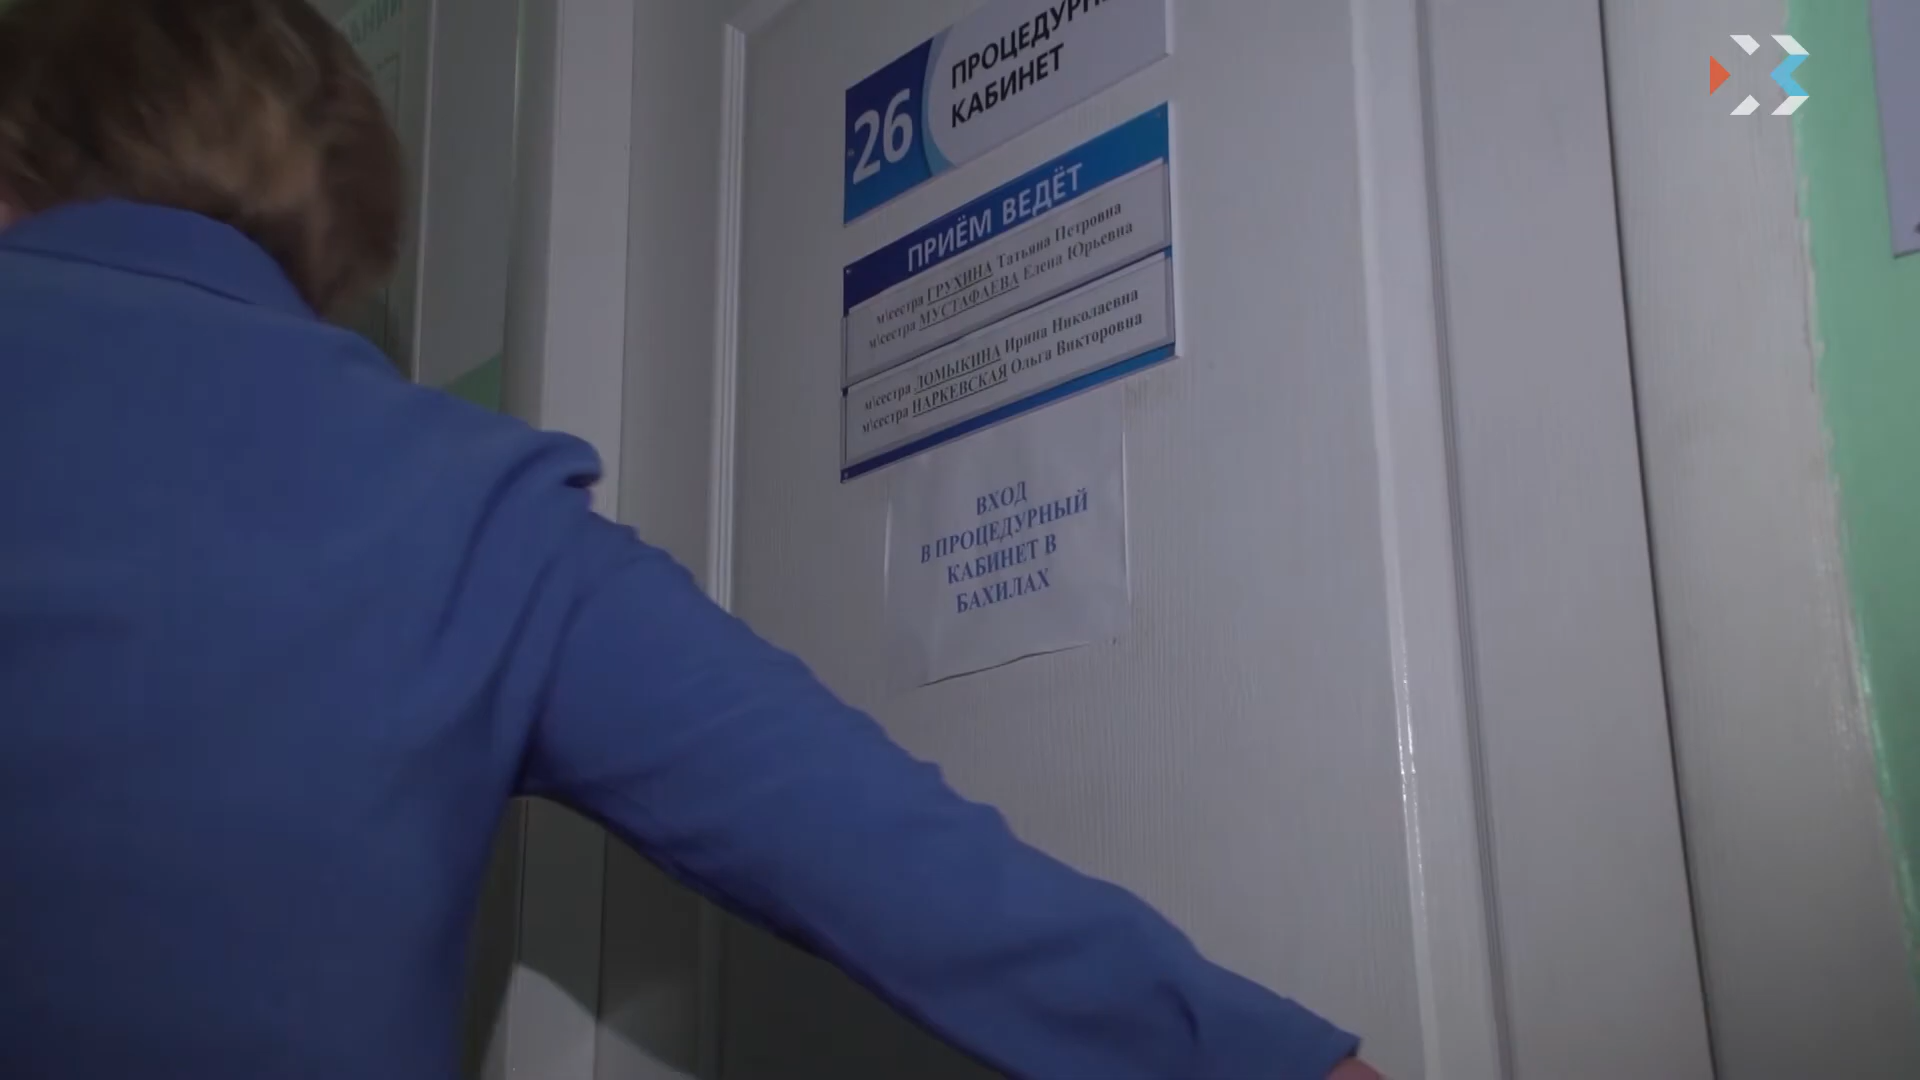 26
ПРОЦЕДУРН
КАБИНЕТ
ПРИЁМ ВЕДЁТ
м\сестра ГРУХИНА Татьяна Петровна
м\сестра МУСТАФАЕВА Елена Юрьевна
м\сестра ЛОМЫКИНА Ирина Николаевна
м\сестра НАРКЕВСКАЯ Ольга Викторовна
ВХОД
В ПРОЦЕДУРНЫЙ
КАБИНЕТ В
БАХИЛАХ